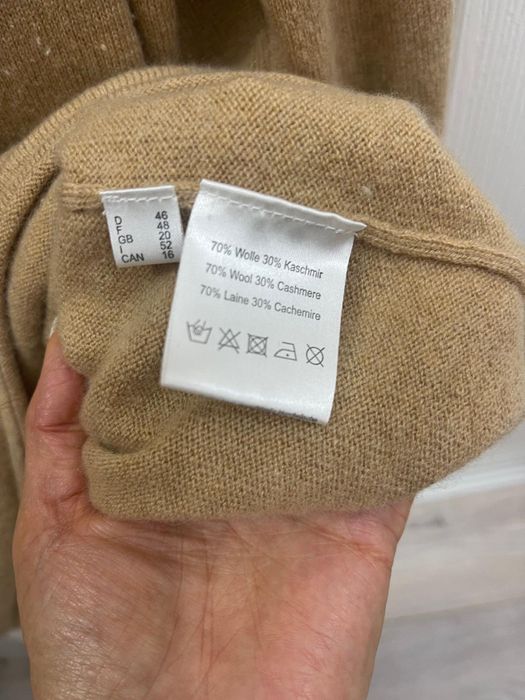 D 46
F 48
GB 20
I 52
CAN 16
70% Wolle 30% Kaschmir
70% Wool 30% Cashmere
70% Laine 30% Cachemire